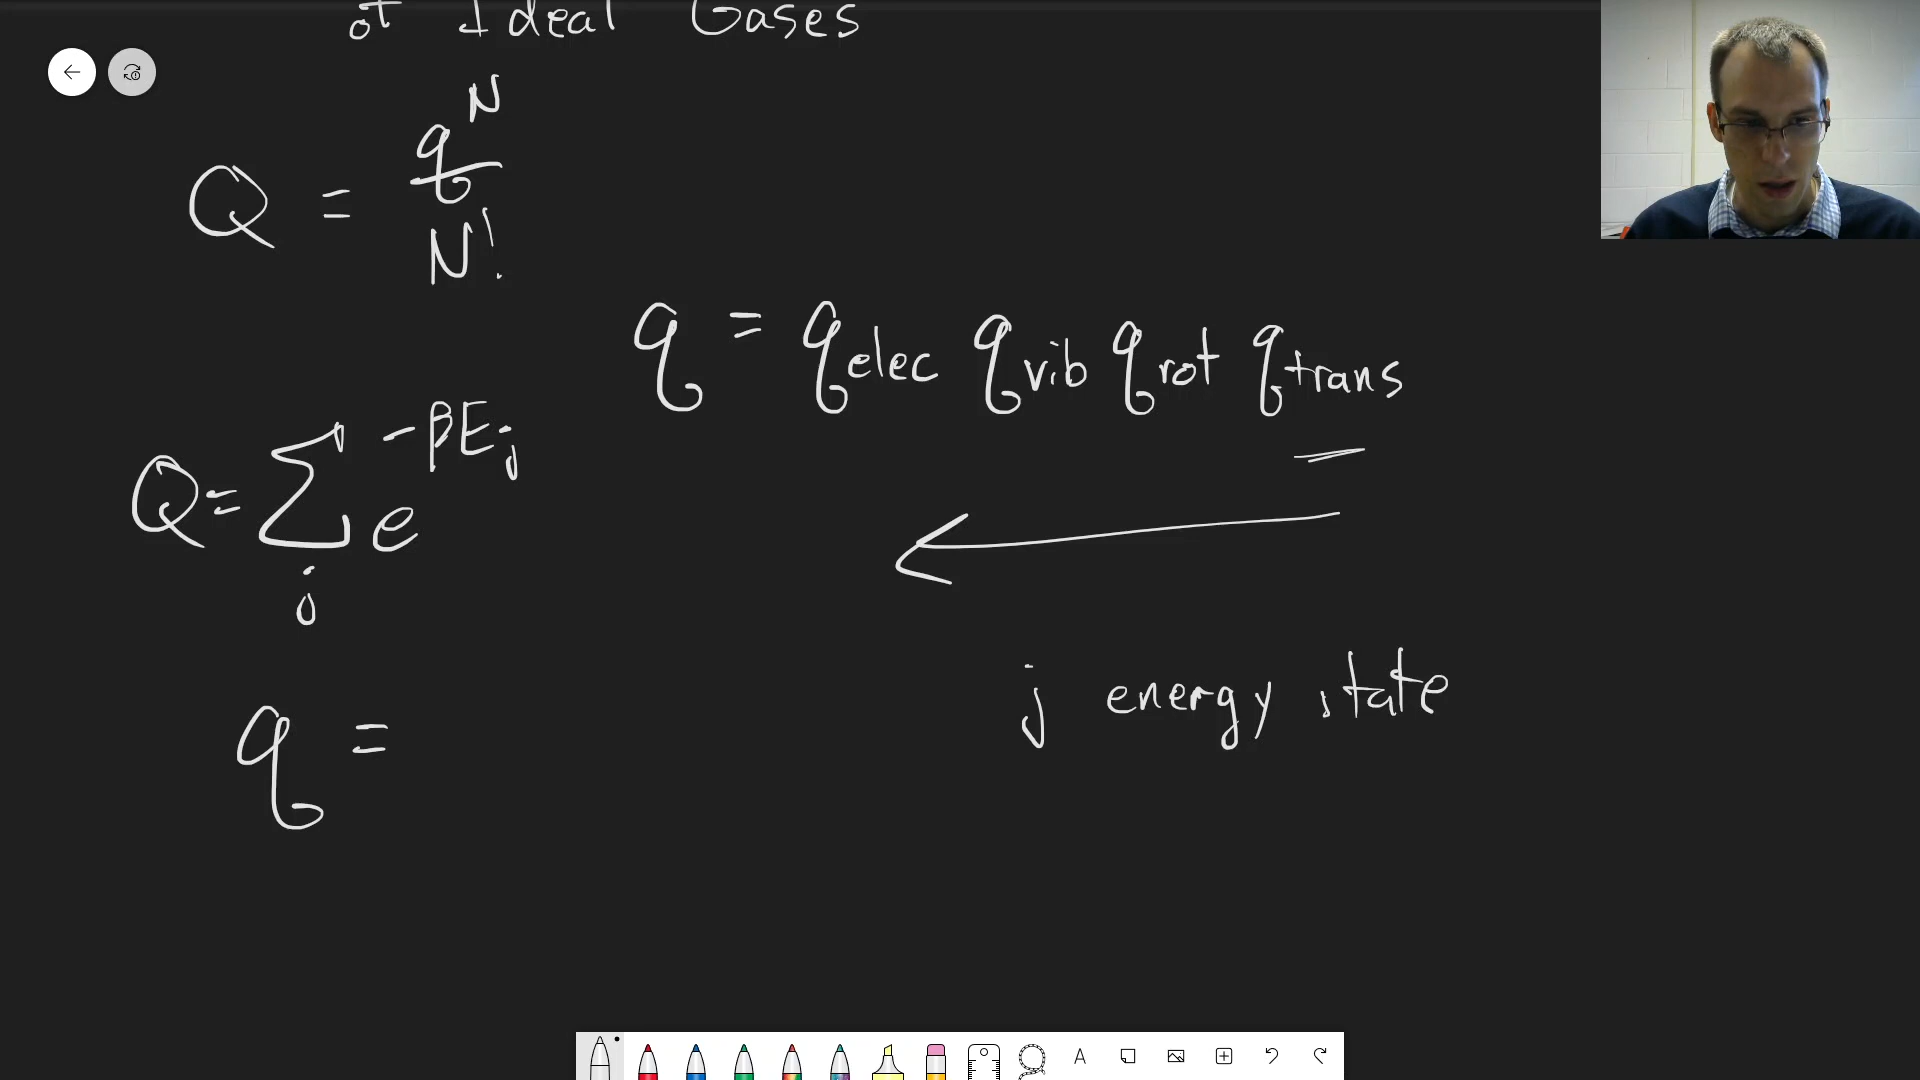 of Ideal Gases
Q = q^N / N!
q = q_elec q_vib q_rot q_trans
Q = Σ_j e^{-βE_j}
j energy state
q =
A